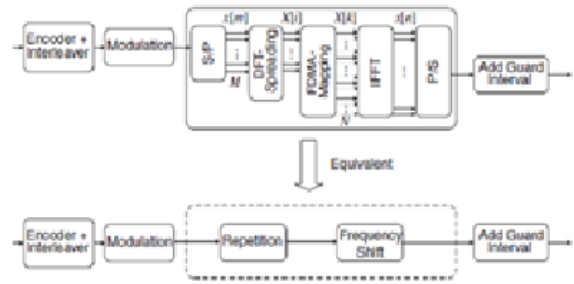 Encoder +
Interleaver
Modulation
S/P
x[m]
M
DFT-
Spreading
X[i]
IFDMA-
Mapping
X[k]
N
IFFT
x[n]
P/S
Add Guard
Interval
Equivalent
Encoder +
Interleaver
Modulation
Repetition
Frequency
Shift
Add Guard
Interval